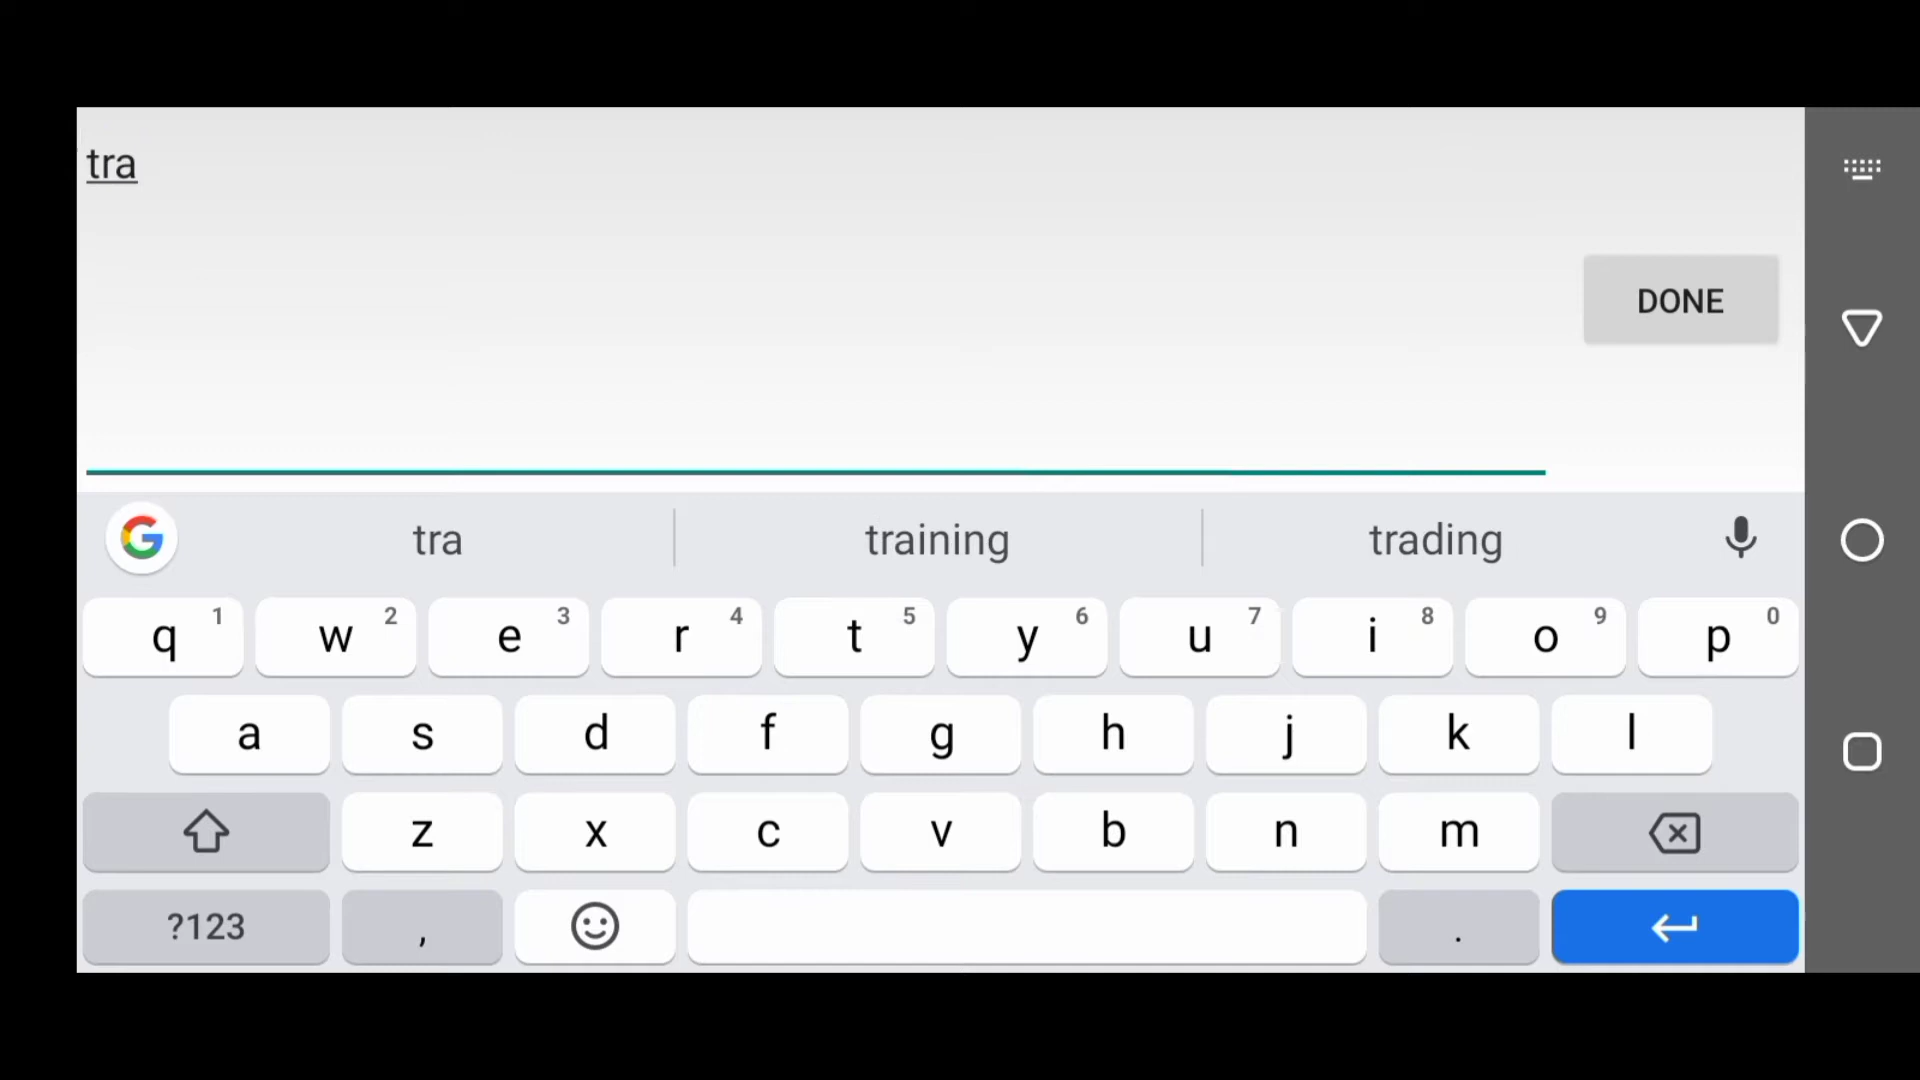 tra
DONE
tra training trading
q 1 w 2 e 3 r 4 t 5 y 6 u 7 i 8 o 9 p 0
a s d f g h j k l
z x c v b n m
?123 , .